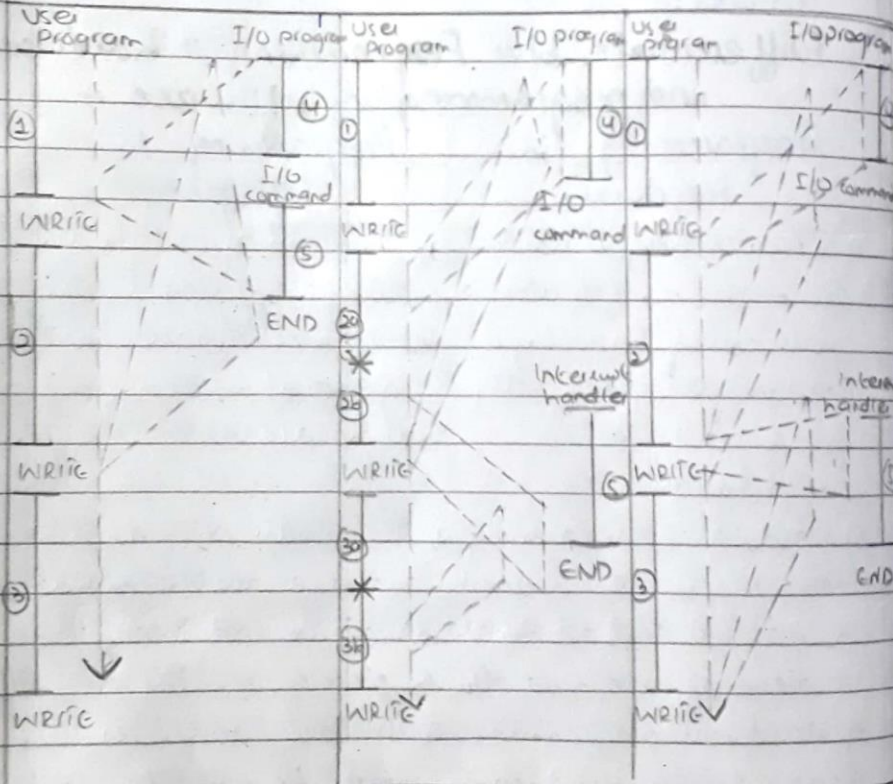 User
program
I/O program
①
④
I/O
command
WRITE
⑤
END
②
WRITE
③
WRITE
User
program
I/O program
①
④
I/O
command
WRITE
2a
2b
Interrupt
handler
WRITE
⑤
3a
END
3b
WRITE
User
program
I/O program
①
I/O comman
WRITE
②
WRITE
END
③
WRITE